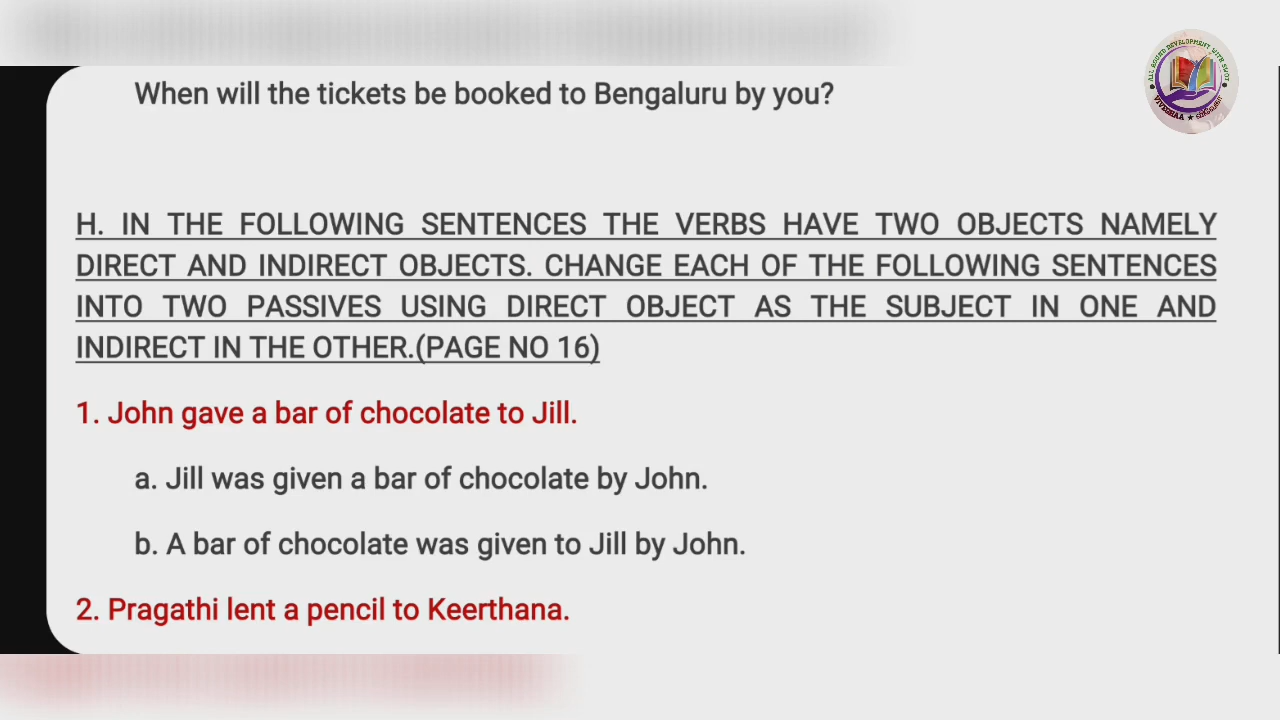 When will the tickets be booked to Bengaluru by you?
H. IN THE FOLLOWING SENTENCES THE VERBS HAVE TWO OBJECTS NAMELY
DIRECT AND INDIRECT OBJECTS. CHANGE EACH OF THE FOLLOWING SENTENCES
INTO TWO PASSIVES USING DIRECT OBJECT AS THE SUBJECT IN ONE AND
INDIRECT IN THE OTHER.(PAGE NO 16)
1. John gave a bar of chocolate to Jill.
a. Jill was given a bar of chocolate by John.
b. A bar of chocolate was given to Jill by John.
2. Pragathi lent a pencil to Keerthana.
ALL ROUND DEVELOPMENT WITH